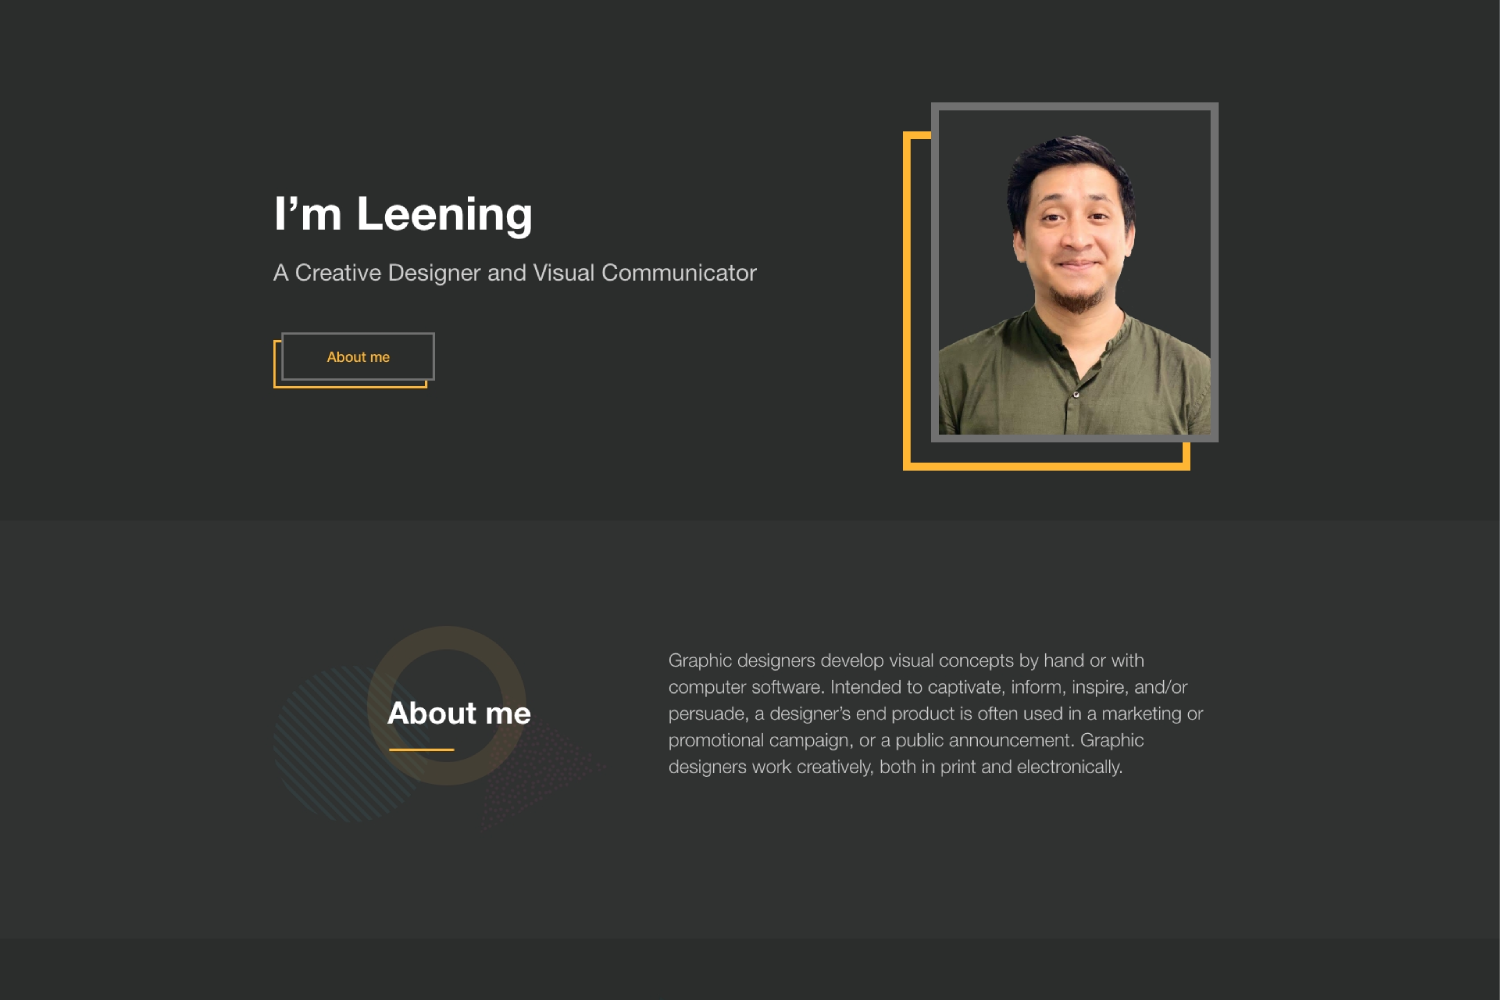 I’m Leening
A Creative Designer and Visual Communicator
About me
About me
Graphic designers develop visual concepts by hand or with
computer software. Intended to captivate, inform, inspire, and/or
persuade, a designer’s end product is often used in a marketing or
promotional campaign, or a public announcement. Graphic
designers work creatively, both in print and electronically.